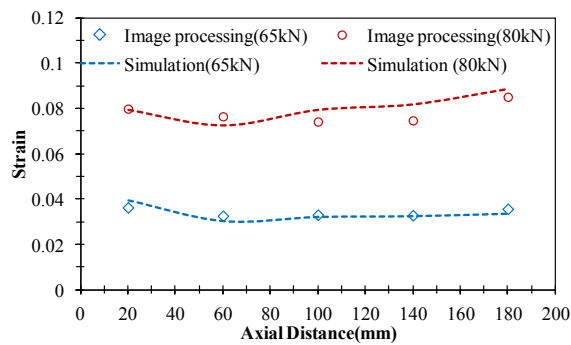 0.12
Image processing(65kN) Image processing(80kN)
Simulation(65kN) Simulation (80kN)
0.1
0.08
0.06
0.04
0.02
0
Strain
0 20 40 60 80 100 120 140 160 180 200
Axial Distance(mm)